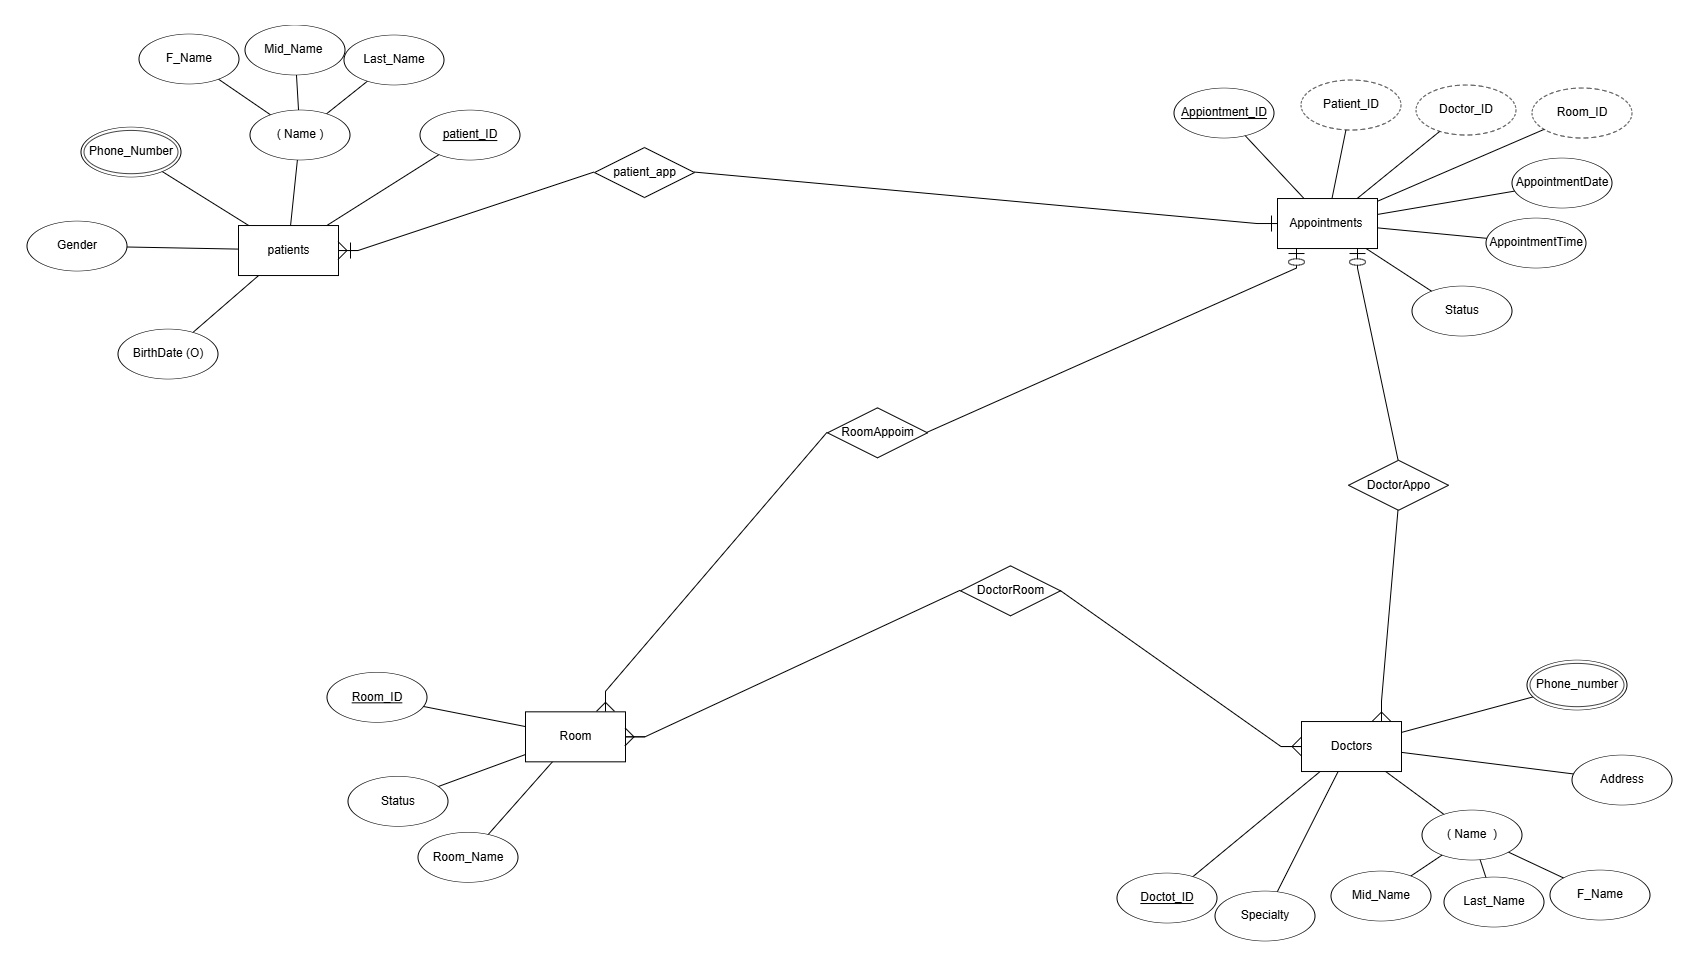 F_Name
Mid_Name
Last_Name
( Name )
Phone_Number
patient_ID
Gender
patients
BirthDate (O)
patient_app
Appiontment_ID
Patient_ID
Doctor_ID
Room_ID
AppointmentDate
AppointmentTime
Appointments
Status
RoomAppoim
DoctorAppo
DoctorRoom
Room_ID
Room
Status
Room_Name
Phone_number
Doctors
Address
( Name )
Mid_Name
Last_Name
F_Name
Doctot_ID
Specialty